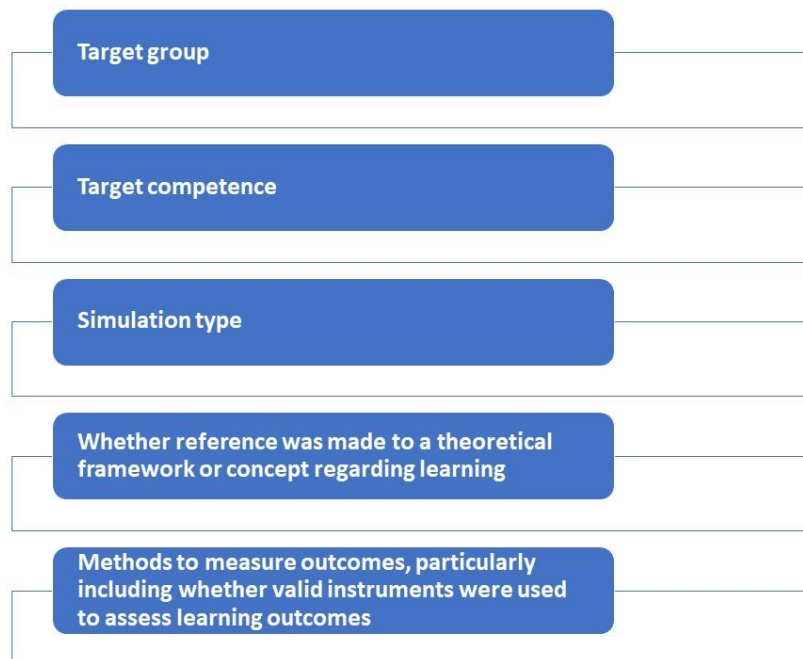 Target group
Target competence
Simulation type
Whether reference was made to a theoretical
framework or concept regarding learning
Methods to measure outcomes, particularly
including whether valid instruments were used
to assess learning outcomes